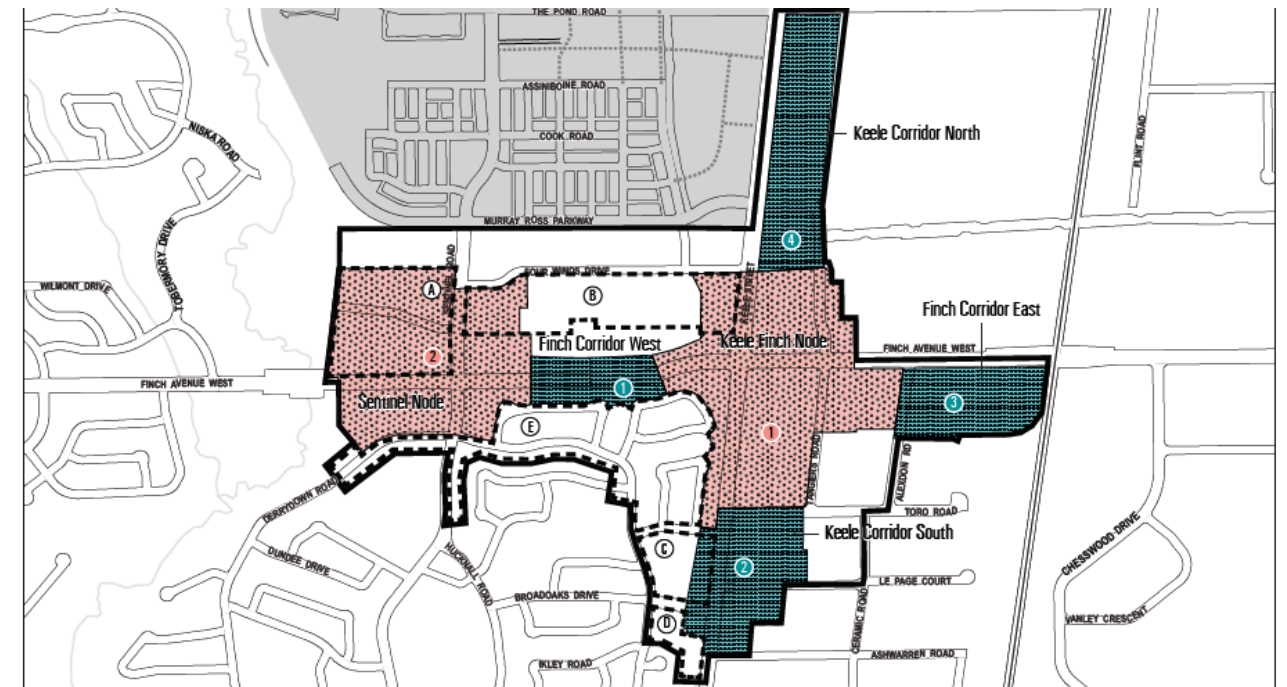 THE POND ROAD
ASSINIBOINE ROAD
COOK ROAD
MURRAY ROSS PARKWAY
NISKA ROAD
TOBERMORY DRIVE
WILMONT DRIVE
FLINT ROAD
Keele Corridor North
4
FOUR WINDS DRIVE
A
B
Finch Corridor East
Finch Corridor West
Keele Finch Node
FINCH AVENUE WEST
2
FINCH AVENUE WEST
1
3
Sentinel Node
E
1
ALEXDON RD
DERRYDOWN ROAD
TORO ROAD
Keele Corridor South
C
2
DUNDEE DRIVE
HUCKNALL ROAD
CHESSWOOD DRIVE
LE PAGE COURT
BROADOAKS DRIVE
D
CERAMIC ROAD
VANLEY CRESCENT
IKLEY ROAD
ASHWARREN ROAD